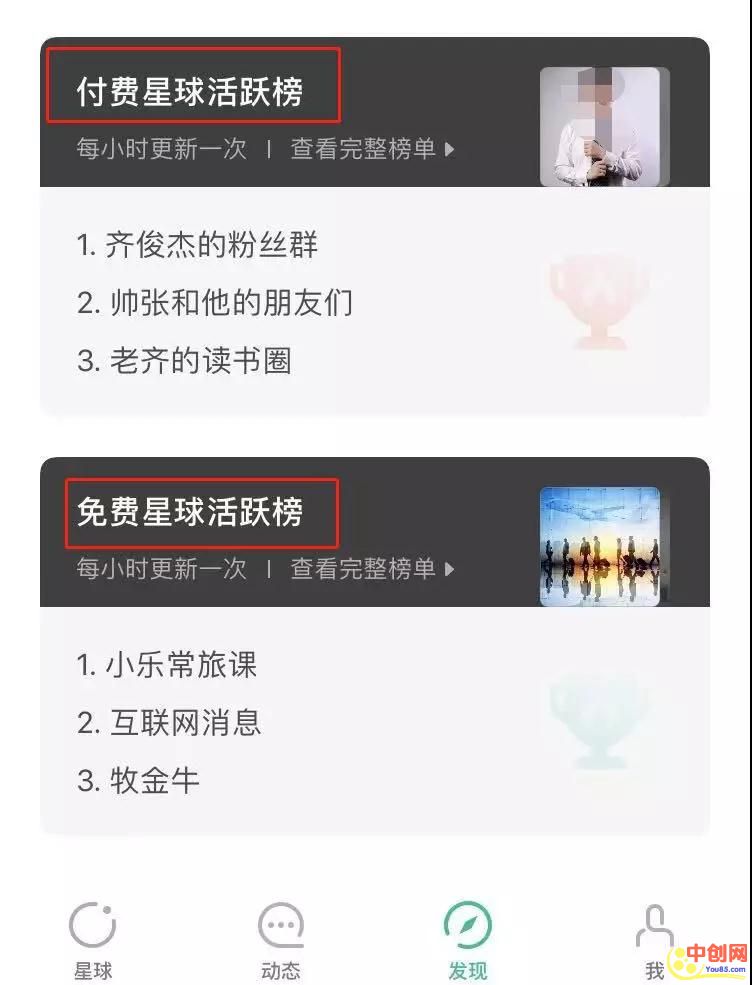 付费星球活跃榜
每小时更新一次 | 查看完整榜单
1. 齐俊杰的粉丝群
2. 帅张和他的朋友们
3. 老齐的读书圈
免费星球活跃榜
每小时更新一次 | 查看完整榜单
1. 小乐常旅课
2. 互联网消息
3. 牧金牛
星球 动态 发现 我
中创网
You85.com